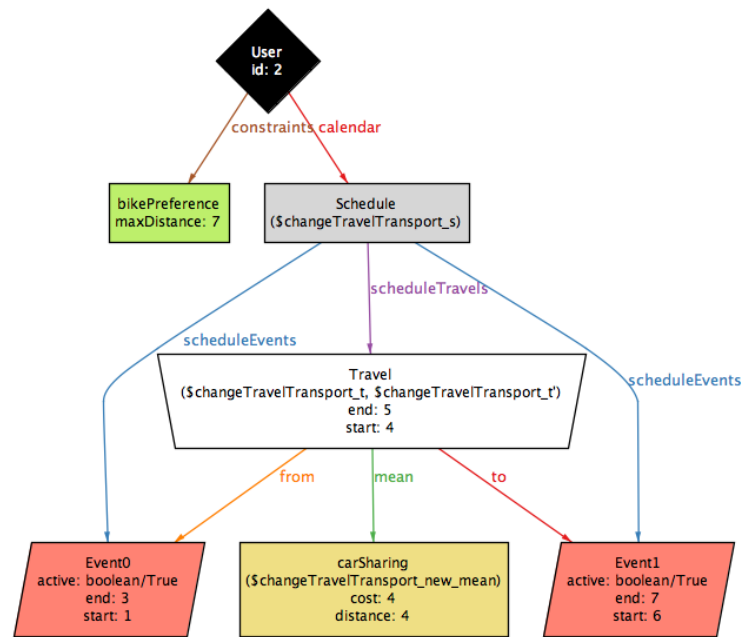 User
id: 2
constraints
calendar
bikePreference
maxDistance: 7
Schedule
($changeTravelTransport_s)
scheduleTravels
scheduleEvents
scheduleEvents
Travel
($changeTravelTransport_t, $changeTravelTransport_t')
end: 5
start: 4
from
mean
to
Event0
active: boolean/True
end: 3
start: 1
carSharing
($changeTravelTransport_new_mean)
cost: 4
distance: 4
Event1
active: boolean/True
end: 7
start: 6